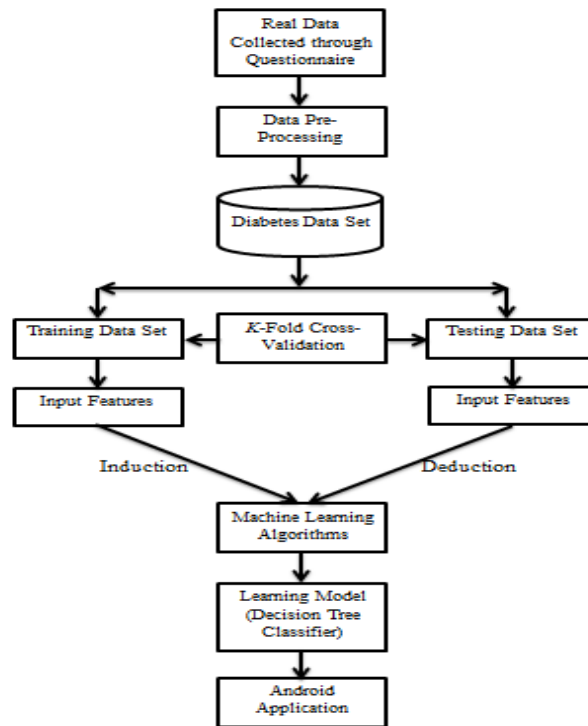 Real Data
Collected through
Questionnaire
Data Pre-
Processing
Diabetes Data Set
Training Data Set
K-Fold Cross-
Validation
Testing Data Set
Input Features
Input Features
Induction
Deduction
Machine Learning
Algorithms
Learning Model
(Decision Tree
Classifier)
Android
Application